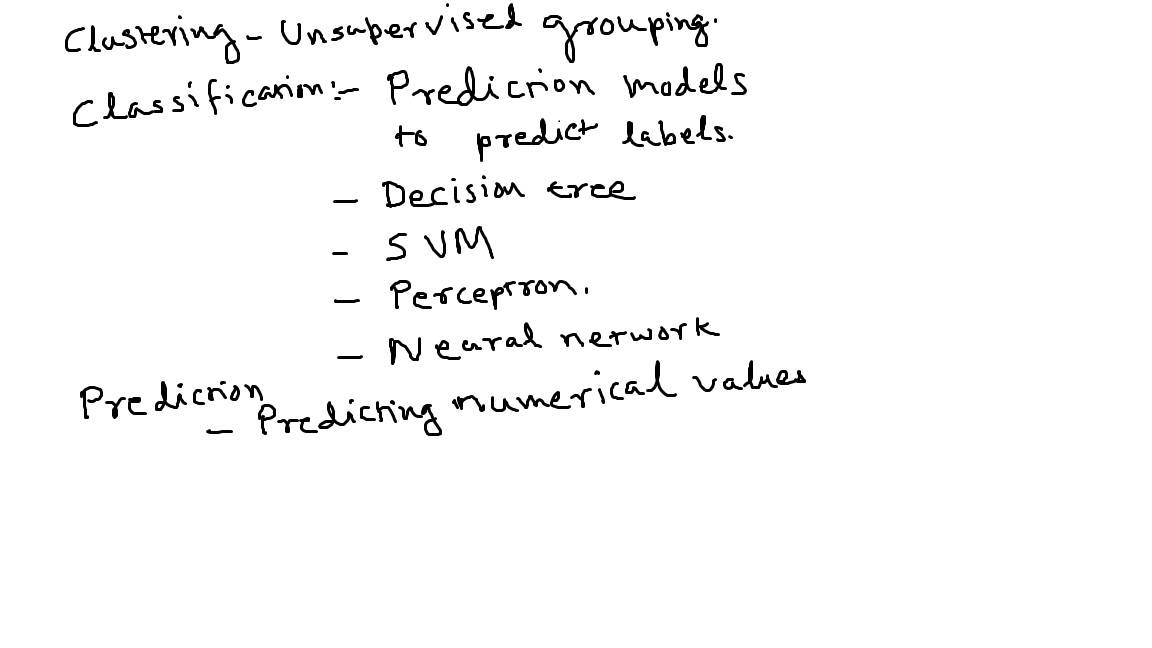 Clustering - Unsupervised grouping.
Classification :- Prediction models
to predict labels.
- Decision tree
- SVM
- Perceptron.
- Neural network
Prediction
- Predicting numerical values